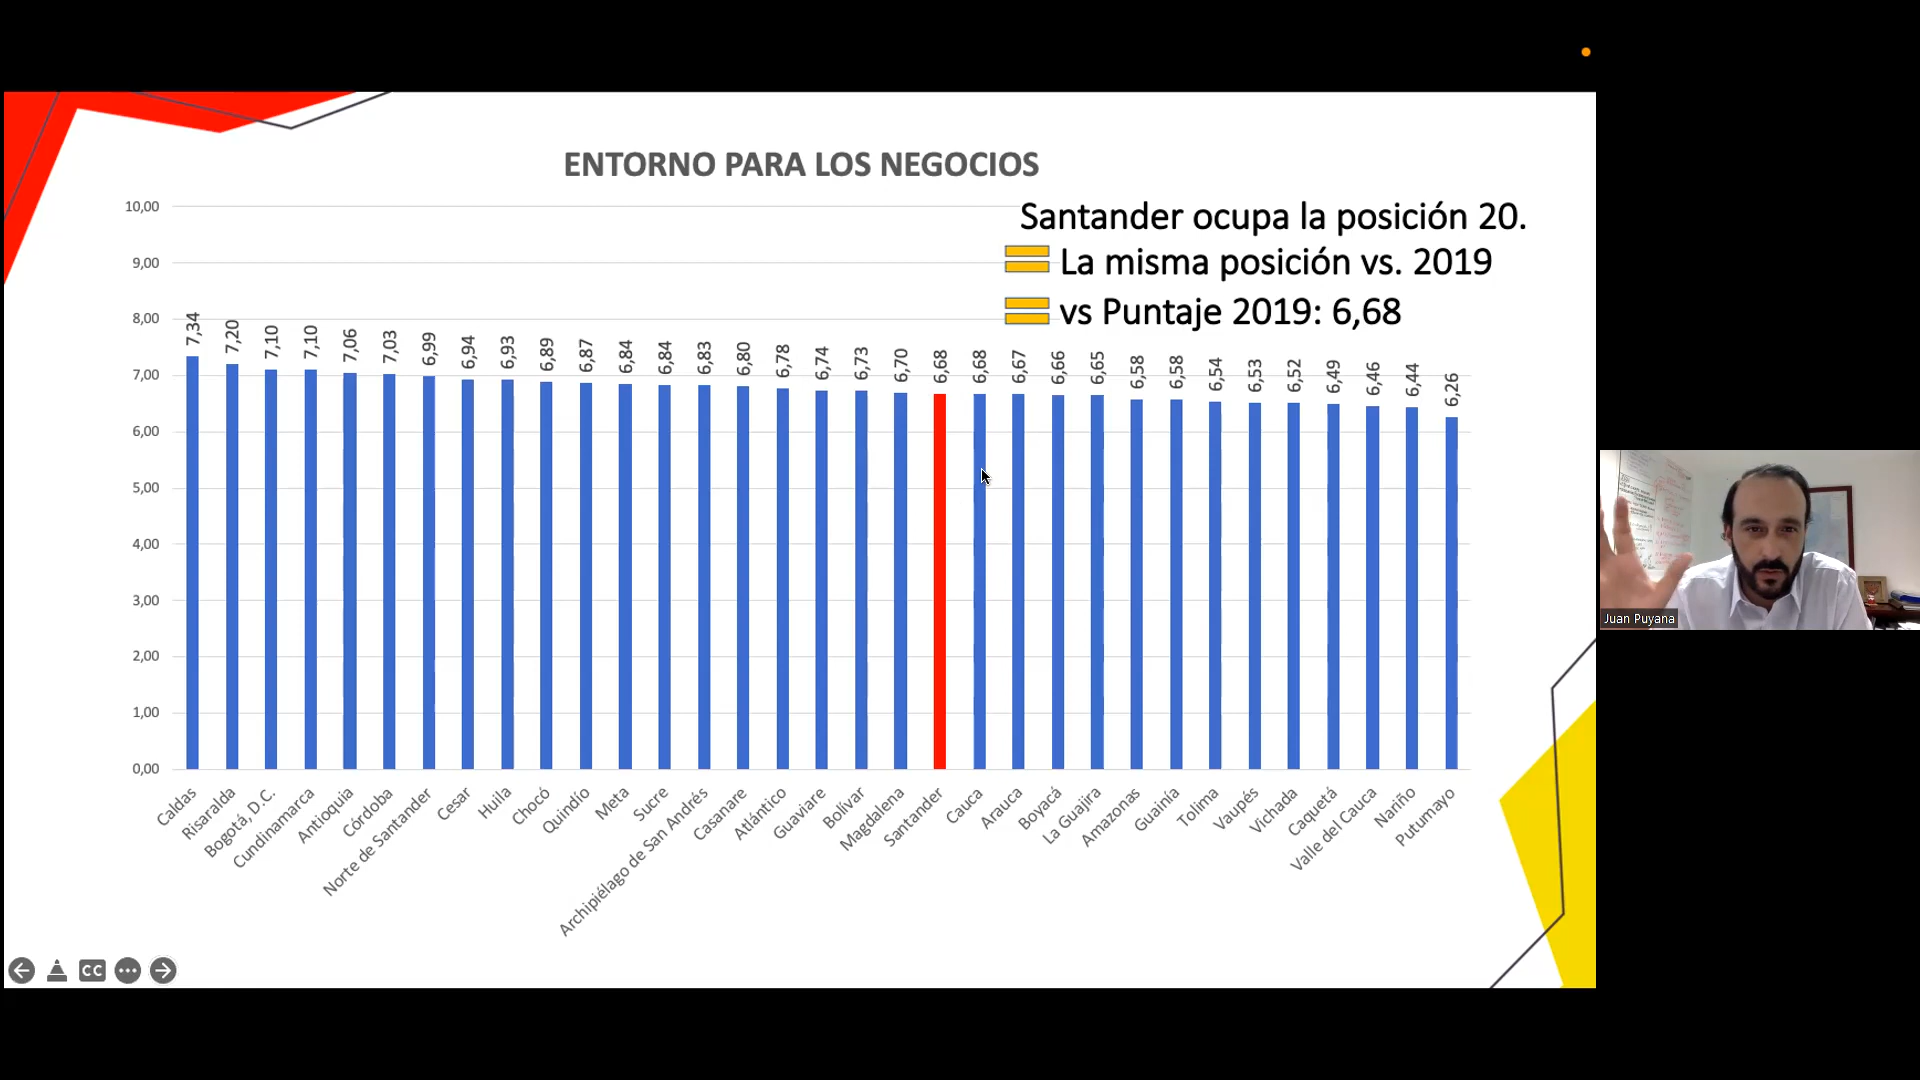 ENTORNO PARA LOS NEGOCIOS
Santander ocupa la posición 20.
La misma posición vs. 2019
vs Puntaje 2019: 6,68
10,00
9,00
8,00
7,00
6,00
5,00
4,00
3,00
2,00
1,00
0,00
7,34
7,20
7,10
7,10
7,06
7,03
6,99
6,94
6,93
6,89
6,87
6,84
6,84
6,83
6,80
6,78
6,74
6,73
6,70
6,68
6,68
6,67
6,66
6,65
6,58
6,58
6,54
6,53
6,52
6,49
6,46
6,44
6,26
Caldas
Risaralda
Bogotá, D.C.
Cundinamarca
Antioquia
Córdoba
Norte de Santander
Cesar
Huila
Chocó
Quindío
Meta
Sucre
Archipiélago de San Andrés
Casanare
Atlántico
Guaviare
Bolívar
Magdalena
Santander
Cauca
Arauca
Boyacá
La Guajira
Amazonas
Guainía
Tolima
Vaupés
Vichada
Caquetá
Valle del Cauca
Nariño
Putumayo
CC
Juan Puyana